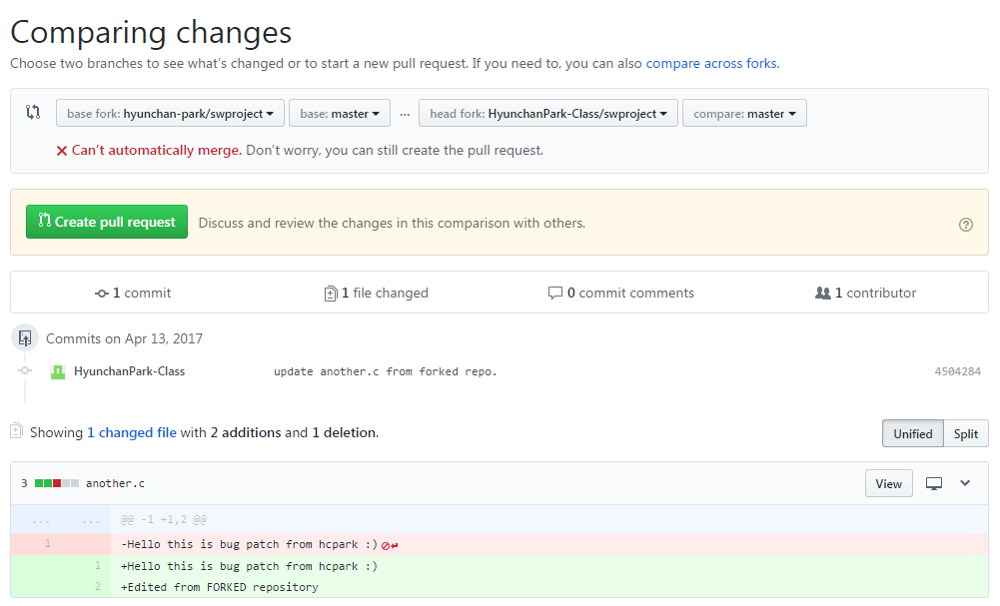 Comparing changes
Choose two branches to see what's changed or to start a new pull request. If you need to, you can also compare across forks.
base fork: hyunchan-park/swproject base: master ... head fork: HyunchanPark-Class/swproject compare: master
Can't automatically merge. Don't worry, you can still create the pull request.
Create pull request Discuss and review the changes in this comparison with others.
1 commit 1 file changed 0 commit comments 1 contributor
Commits on Apr 13, 2017
HyunchanPark-Class update another.c from forked repo. 4504284
Showing 1 changed file with 2 additions and 1 deletion. Unified Split
3 another.c View
... ... @@ -1 +1,2 @@
1 -Hello this is bug patch from hcpark :)
1 +Hello this is bug patch from hcpark :)
2 +Edited from FORKED repository